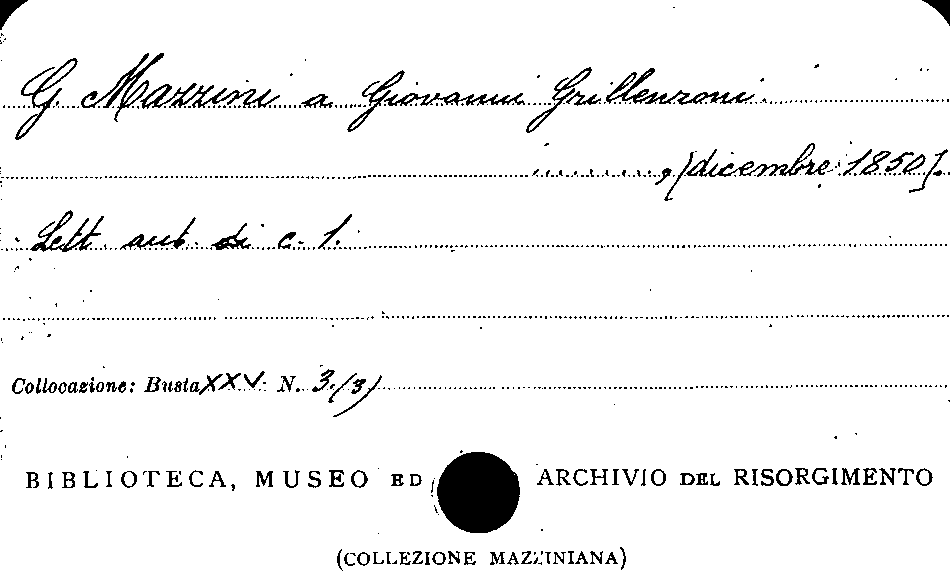 G. Mazzini a Giovanni Grillenzoni.
........., [dicembre 1850].
Lett. aut. di c. 1.
Collocazione: Busta XXV N. 3/(3)
BIBLIOTECA, MUSEO ED ARCHIVIO DEL RISORGIMENTO
(COLLEZIONE MAZZINIANA)